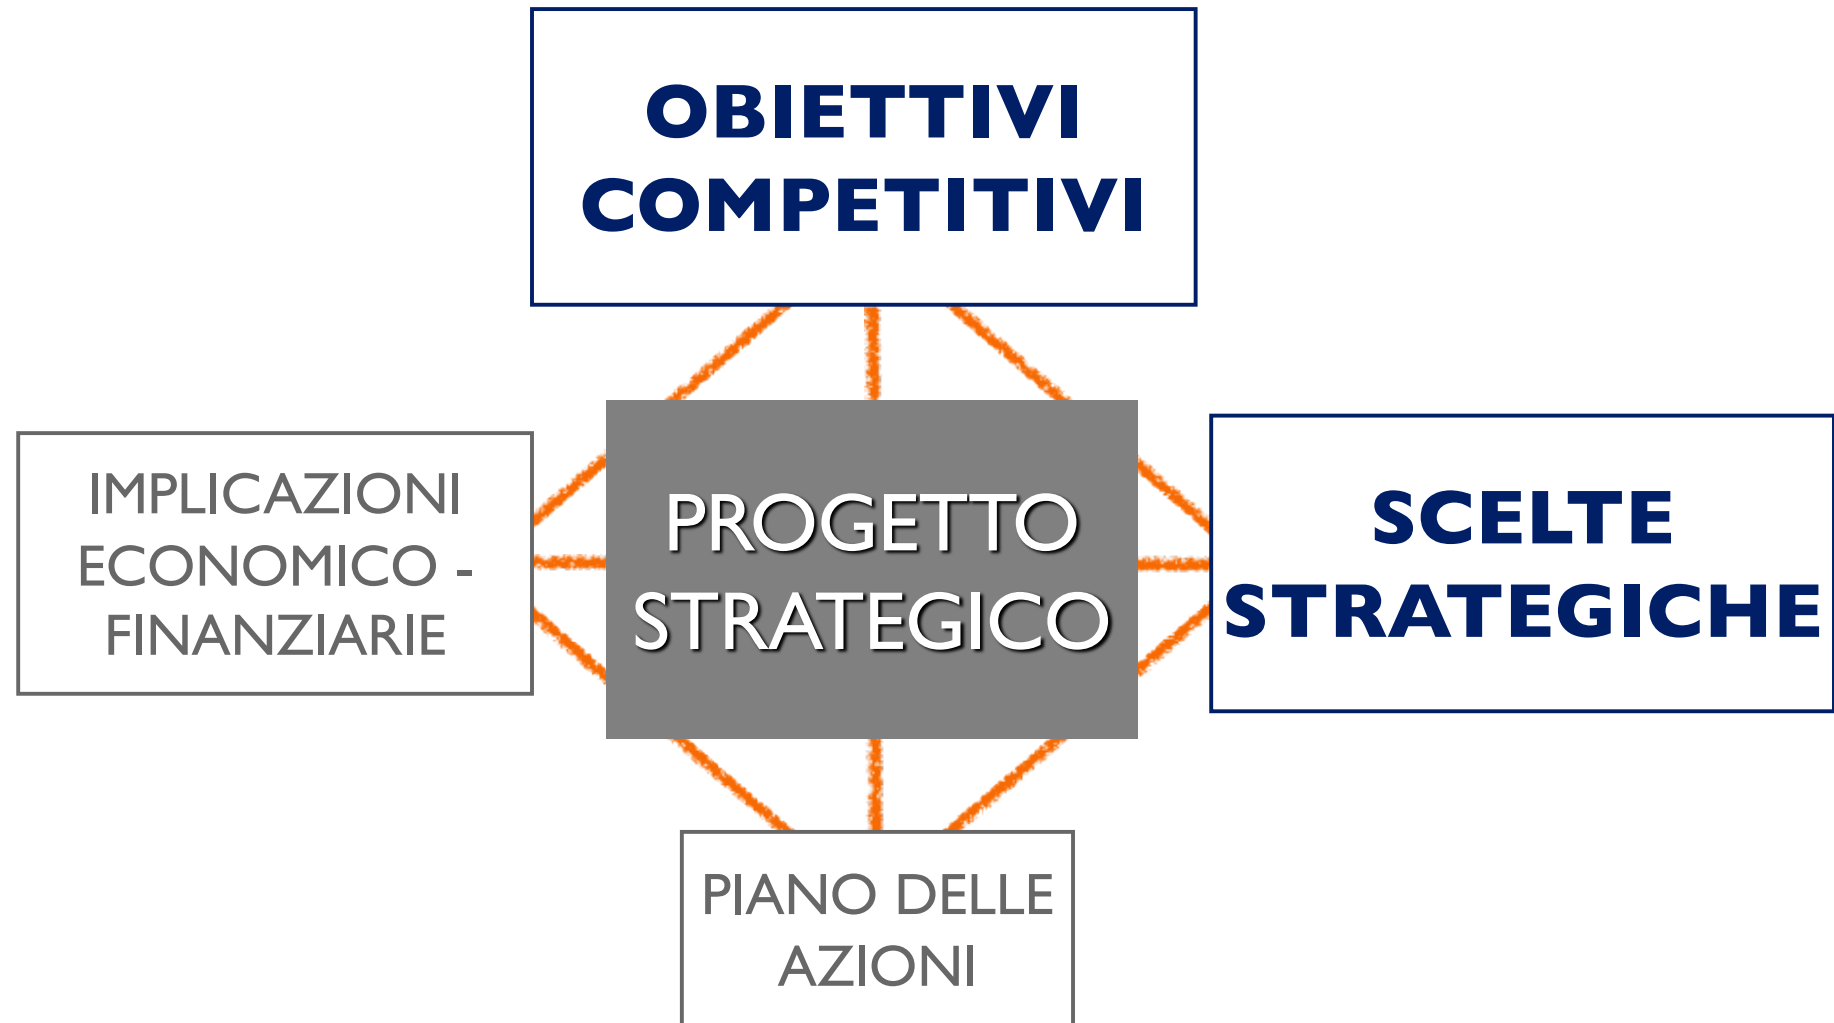 OBIETTIVI
COMPETITIVI
IMPLICAZIONI
ECONOMICO -
FINANZIARIE
PROGETTO
STRATEGICO
SCELTE
STRATEGICHE
PIANO DELLE
AZIONI